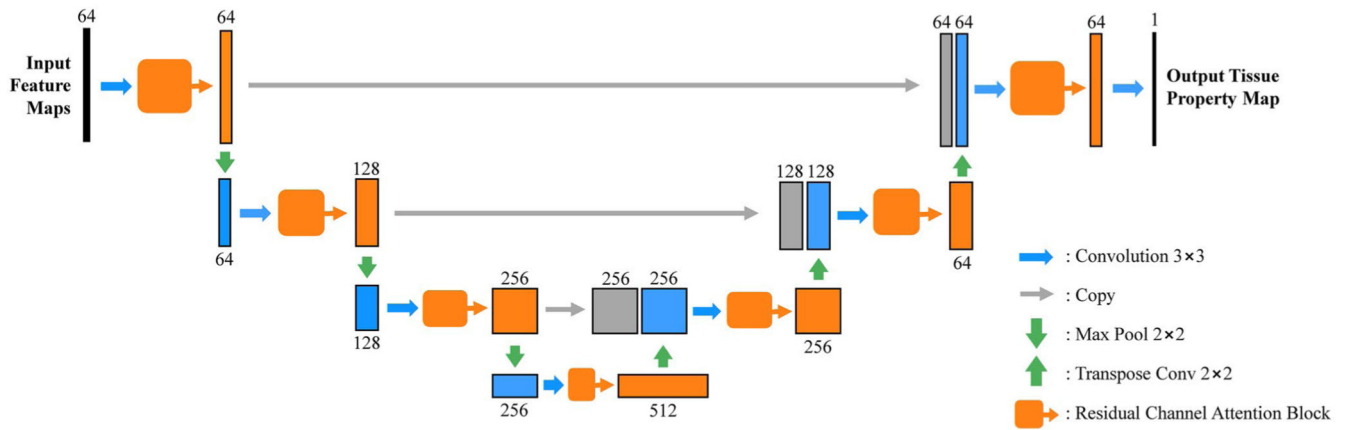 64
Input
Feature
Maps
64
64 64
64
1
Output Tissue
Property Map
64
128
128
256
256
512
256 256
256
128 128
64
: Convolution 3×3
: Copy
: Max Pool 2×2
: Transpose Conv 2×2
: Residual Channel Attention Block